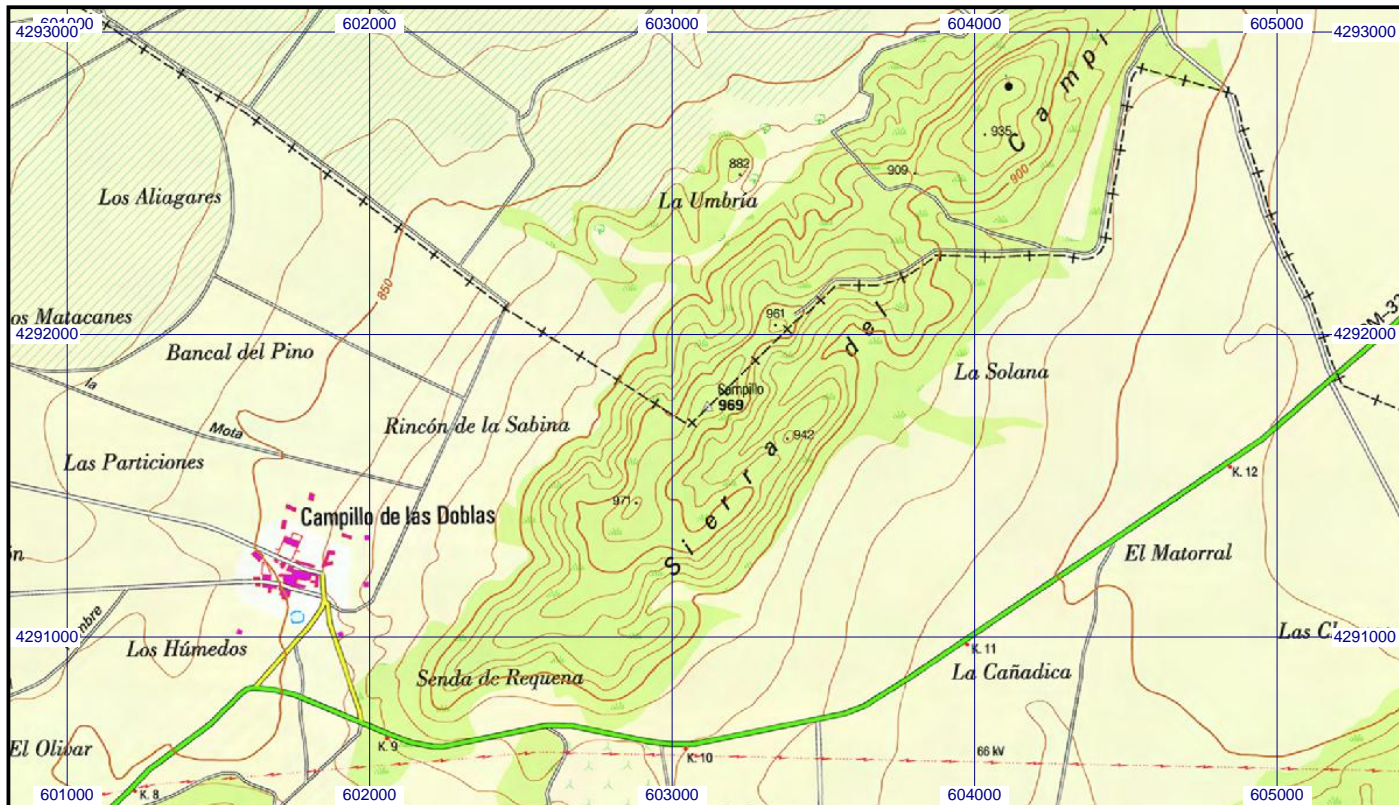 601000 602000 603000 604000 605000
4293000 4293000
Campi
935
882
909
900
Los Aliagares
La Umbría
850
os Matacanes
4292000 4292000
M-3
961
del
Bancal del Pino
La Solana
la
Campillo
969
Mota
Rincón de la Sabina
942
Las Particiones
K. 12
971
Sierra
Campillo de las Doblas
El Matorral
nbre
4291000 4291000
Las C
Los Húmedos
K. 11
La Cañadica
Senda de Requena
El Olivar
K. 9
K. 10
66 kV
K. 8
601000 602000 603000 604000 605000